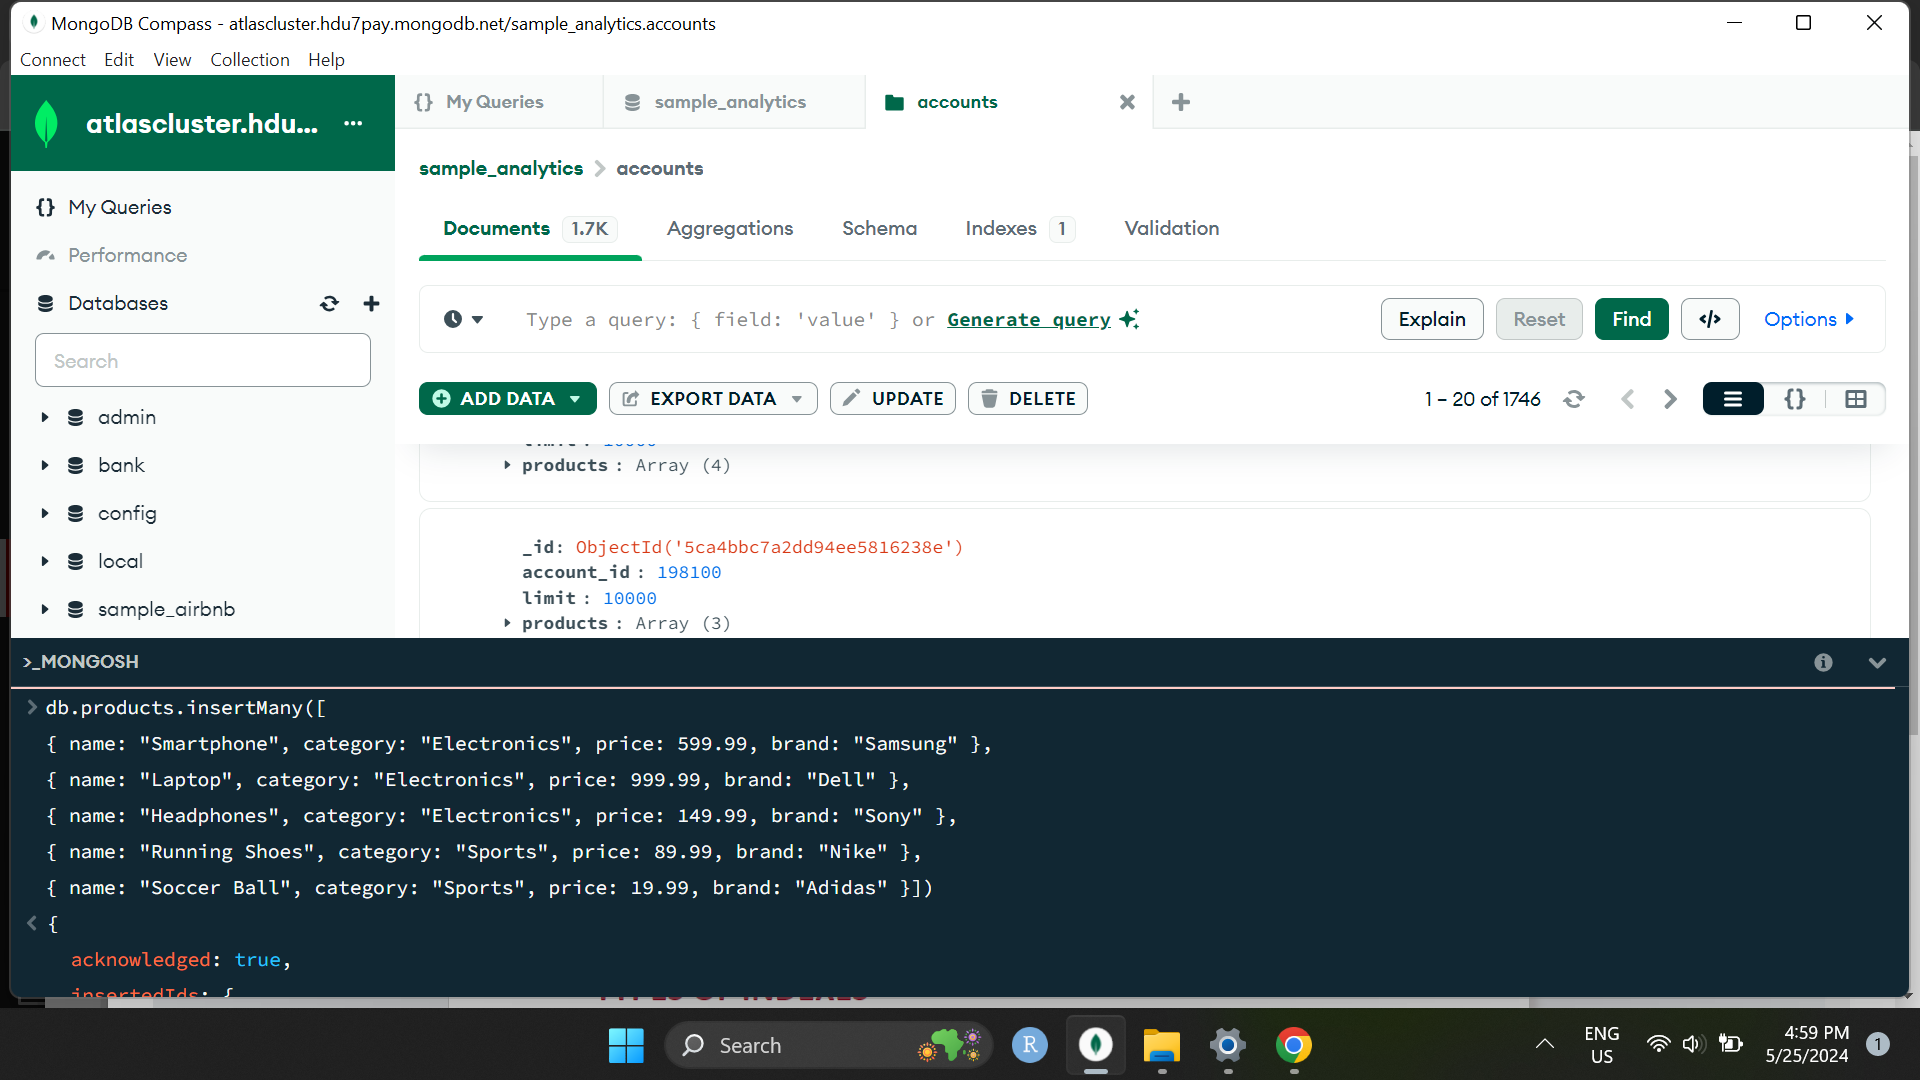 MongoDB Compass - atlascluster.hdu7pay.mongodb.net/sample_analytics.accounts
Connect Edit View Collection Help
atlascluster.hdu... ...
{} My Queries
sample_analytics
accounts
My Queries
Performance
Databases
Search
admin
bank
config
local
sample_airbnb
sample_analytics > accounts
Documents 1.7K Aggregations Schema Indexes 1 Validation
Type a query: { field: 'value' } or Generate query
Explain Reset Find </> Options
ADD DATA EXPORT DATA UPDATE DELETE
1 – 20 of 1746 {}
products : Array (4)
_id: ObjectId('5ca4bbc7a2dd94ee5816238e')
account_id : 198100
limit : 10000
products : Array (3)
>_MONGOSH
> db.products.insertMany([
{ name: "Smartphone", category: "Electronics", price: 599.99, brand: "Samsung" },
{ name: "Laptop", category: "Electronics", price: 999.99, brand: "Dell" },
{ name: "Headphones", category: "Electronics", price: 149.99, brand: "Sony" },
{ name: "Running Shoes", category: "Sports", price: 89.99, brand: "Nike" },
{ name: "Soccer Ball", category: "Sports", price: 19.99, brand: "Adidas" }])
< {
acknowledged: true,
insertedIds: {
Search
R
ENG
US
4:59 PM
5/25/2024
1